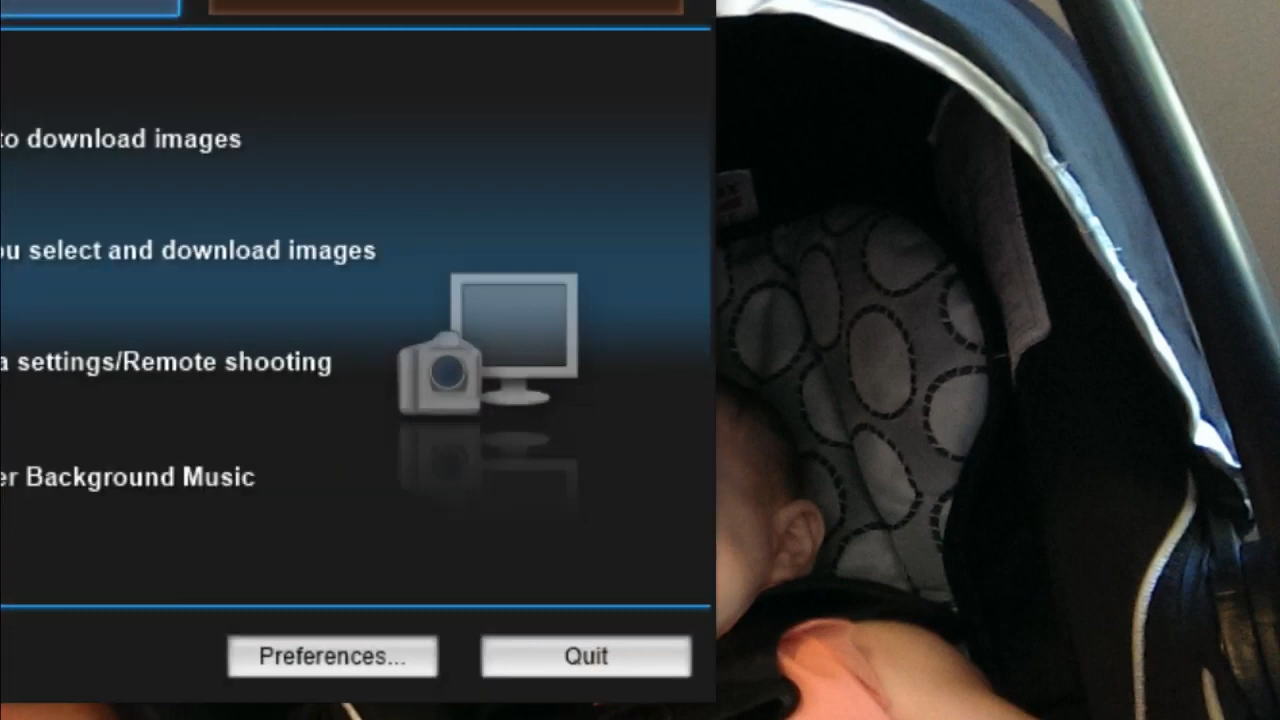 to download images
ou select and download images
a settings/Remote shooting
er Background Music
Preferences...
Quit